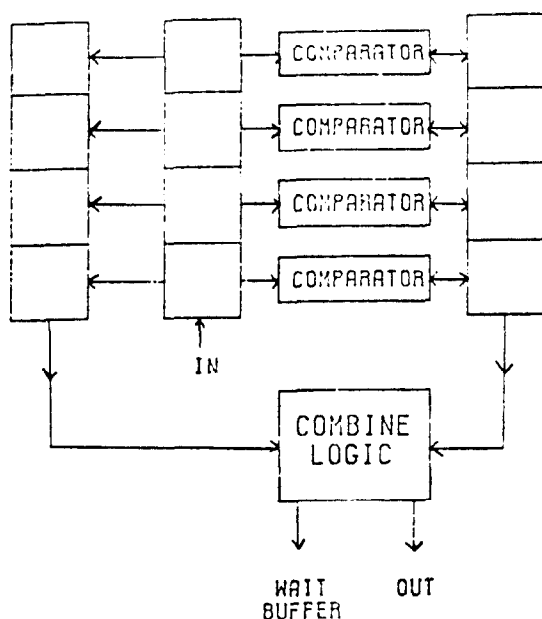 COMPARATOR
COMPARATOR
COMPARATOR
COMPARATOR
IN
COMBINE
LOGIC
WAIT
BUFFER
OUT